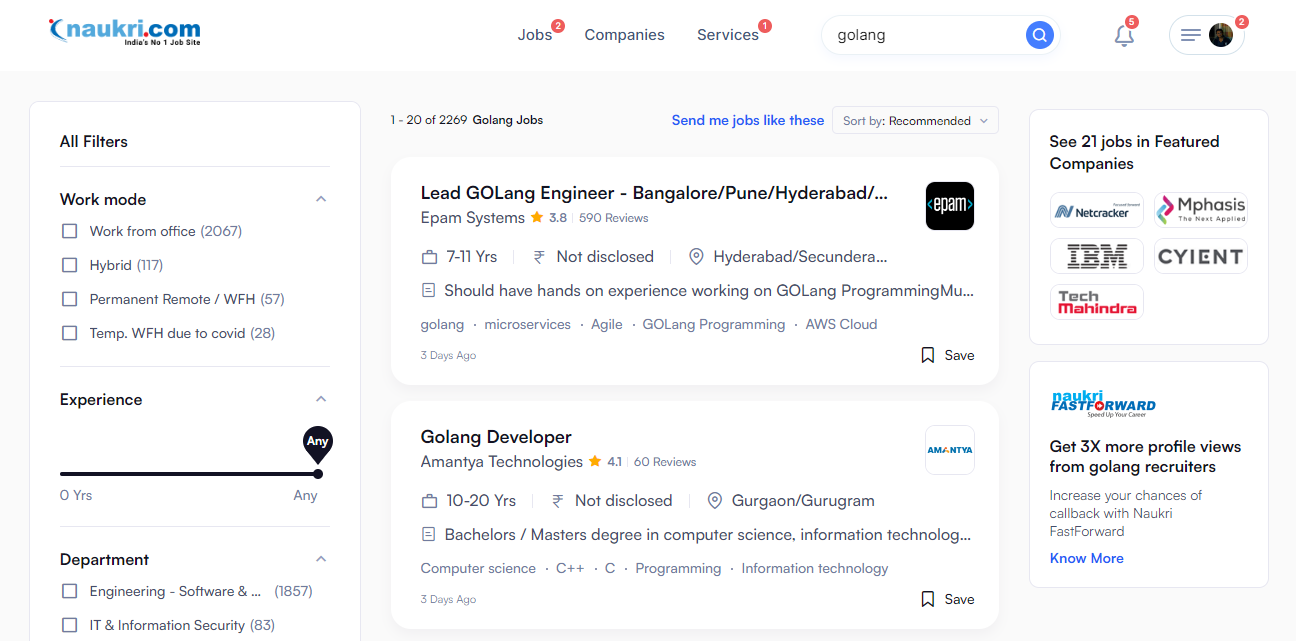 naukri.com
India's No 1 Job Site
Jobs 2
Companies
Services 1
golang
5
2
All Filters
Work mode
Work from office (2067)
Hybrid (117)
Permanent Remote / WFH (57)
Temp. WFH due to covid (28)
Experience
Any
0 Yrs
Any
Department
Engineering - Software & ... (1857)
IT & Information Security (83)
1 - 20 of 2269 Golang Jobs
Send me jobs like these
Sort by: Recommended
Lead GOLang Engineer - Bangalore/Pune/Hyderabad/...
<epam>
Epam Systems 3.8 590 Reviews
7-11 Yrs
₹ Not disclosed
Hyderabad/Secundera...
Should have hands on experience working on GOLang ProgrammingMu...
golang · microservices · Agile · GOLang Programming · AWS Cloud
3 Days Ago
Save
Golang Developer
AMANTYA
Amantya Technologies 4.1 60 Reviews
10-20 Yrs
₹ Not disclosed
Gurgaon/Gurugram
Bachelors / Masters degree in computer science, information technolog...
Computer science · C++ · C · Programming · Information technology
3 Days Ago
Save
See 21 jobs in Featured
Companies
Netcracker
Mphasis
The Next Applied
IBM
CYIENT
Tech
Mahindra
naukri
FASTFORWARD
Speed Up Your Career
Get 3X more profile views
from golang recruiters
Increase your chances of
callback with Naukri
FastForward
Know More